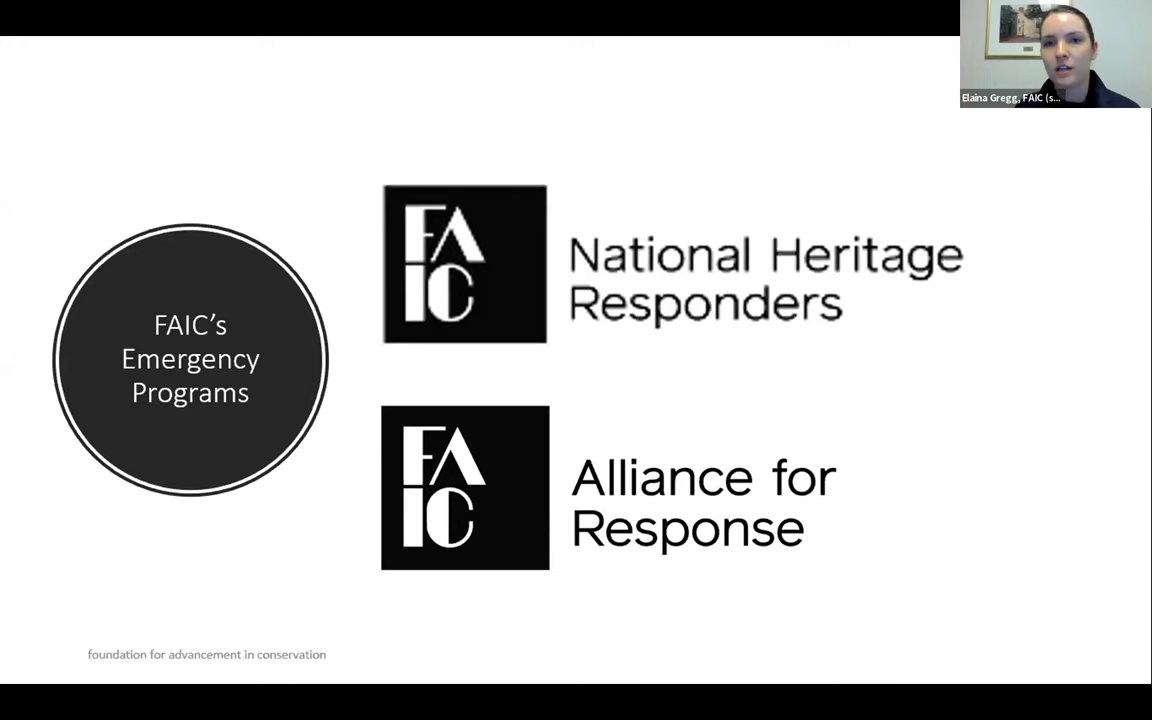 Elaina Gregg, FAIC (s...
FA
IC
National Heritage
Responders
FAIC’s
Emergency
Programs
FA
IC
Alliance for
Response
foundation for advancement in conservation